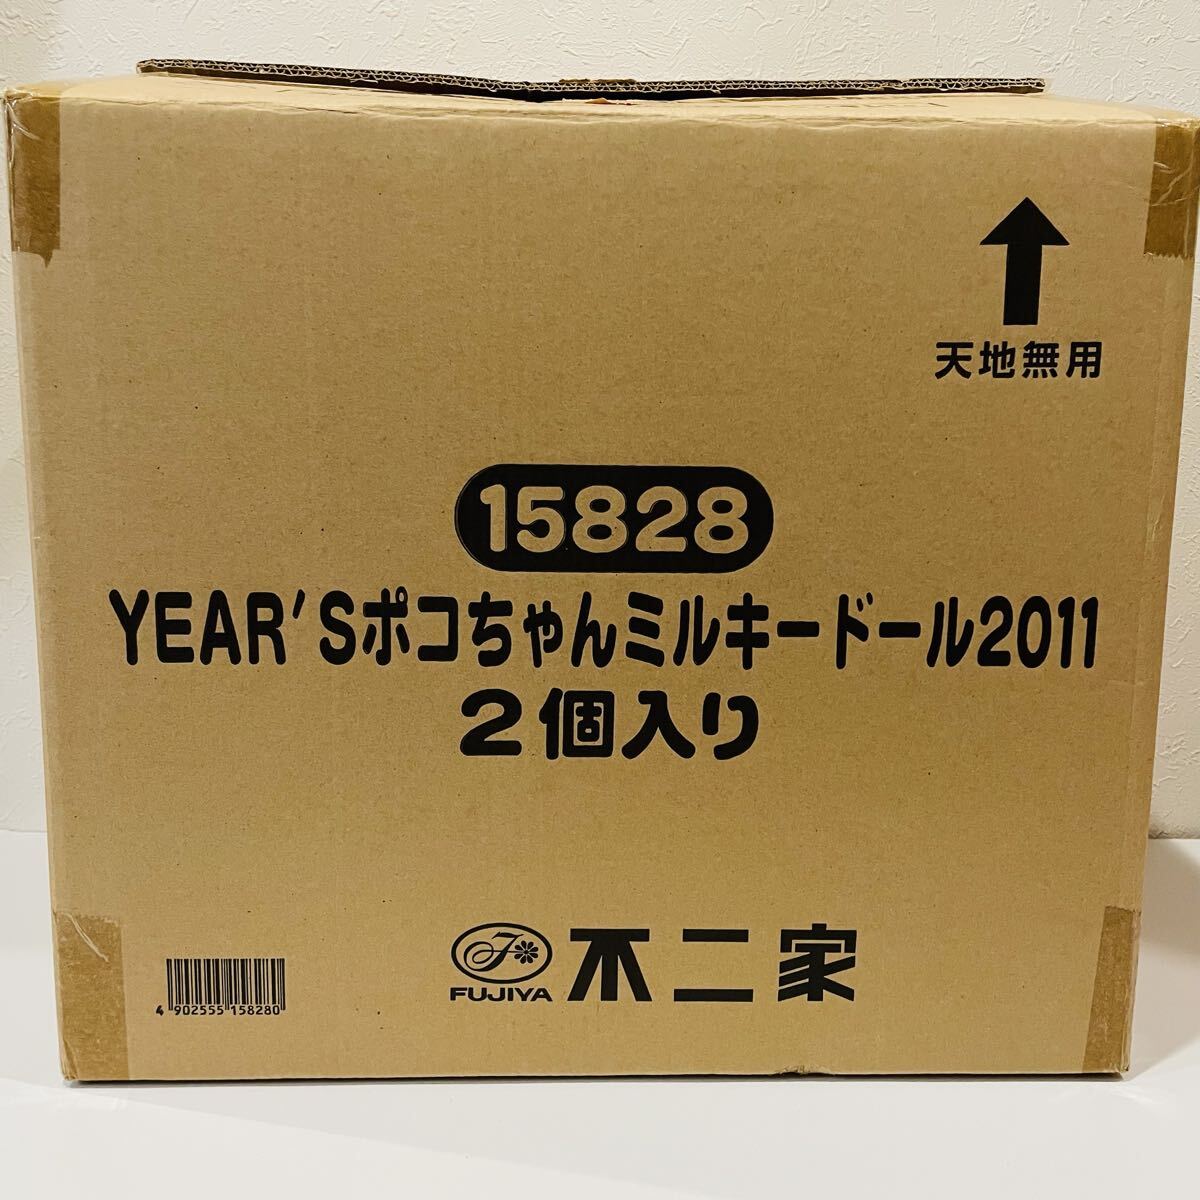 天地無用
15828
YEAR'Sポコちゃんミルキードール2011
2個入り
FUJIYA 不二家
4 902555 158280